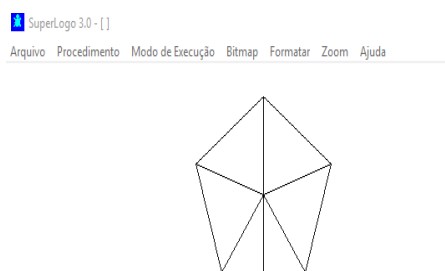 SuperLogo 3.0 - [ ]
Arquivo Procedimento Modo de Execução Bitmap Formatar Zoom Ajuda